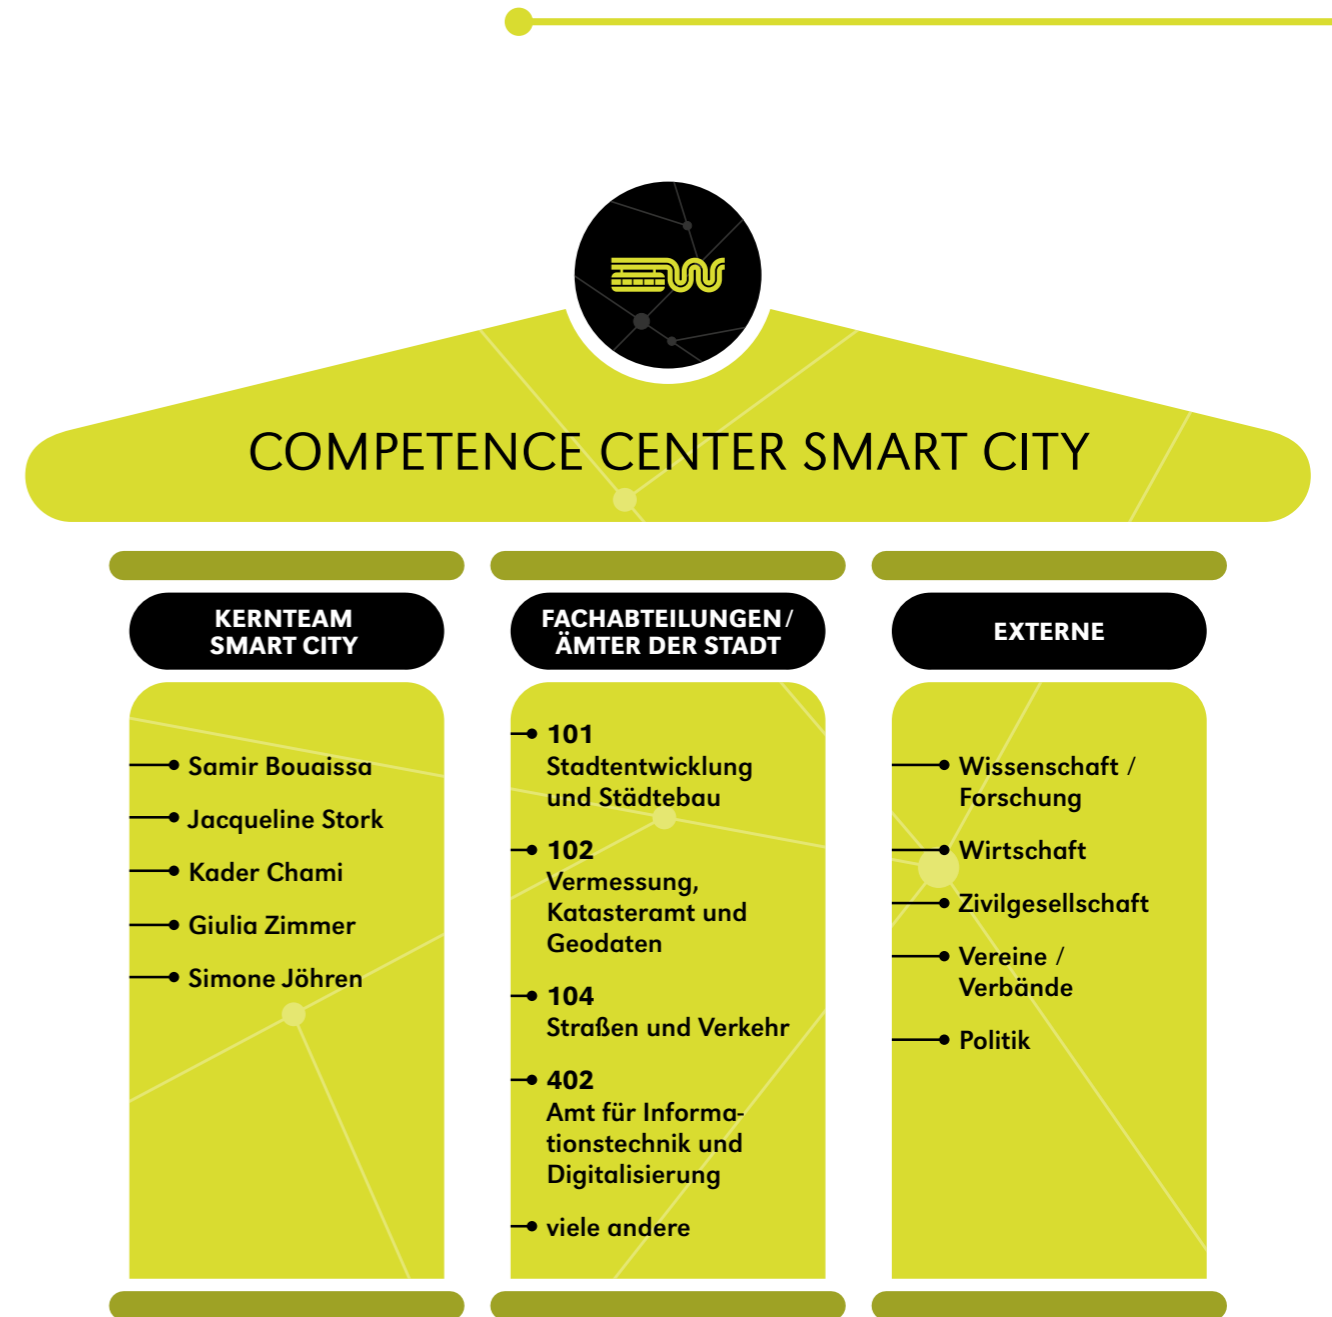 COMPETENCE CENTER SMART CITY
KERNTEAM
SMART CITY
Samir Bouaissa
Jacqueline Stork
Kader Chami
Giulia Zimmer
Simone Jöhren
FACHABTEILUNGEN/
ÄMTER DER STADT
101
Stadtentwicklung
und Städtebau
102
Vermessung,
Katasteramt und
Geodaten
104
Straßen und Verkehr
402
Amt für Informa-
tionstechnik und
Digitalisierung
viele andere
EXTERNE
Wissenschaft /
Forschung
Wirtschaft
Zivilgesellschaft
Vereine /
Verbände
Politik